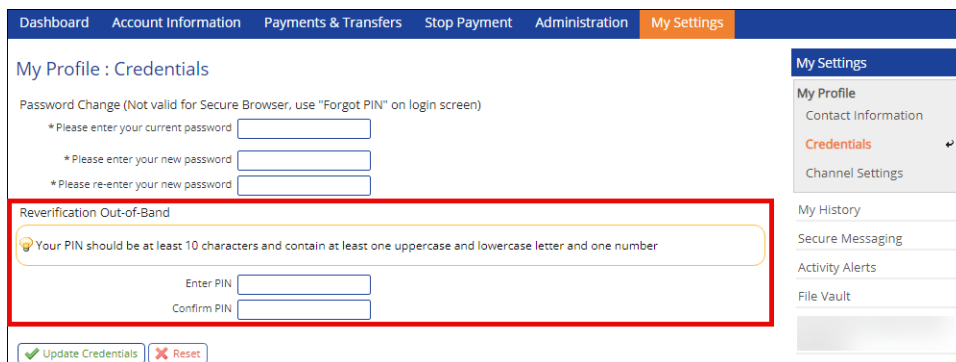 Dashboard Account Information Payments & Transfers Stop Payment Administration My Settings
My Profile : Credentials
Password Change (Not valid for Secure Browser, use "Forgot PIN" on login screen)
* Please enter your current password
* Please enter your new password
* Please re-enter your new password
Reverification Out-of-Band
Your PIN should be at least 10 characters and contain at least one uppercase and lowercase letter and one number
Enter PIN
Confirm PIN
Update Credentials Reset
My Settings
My Profile
Contact Information
Credentials
Channel Settings
My History
Secure Messaging
Activity Alerts
File Vault